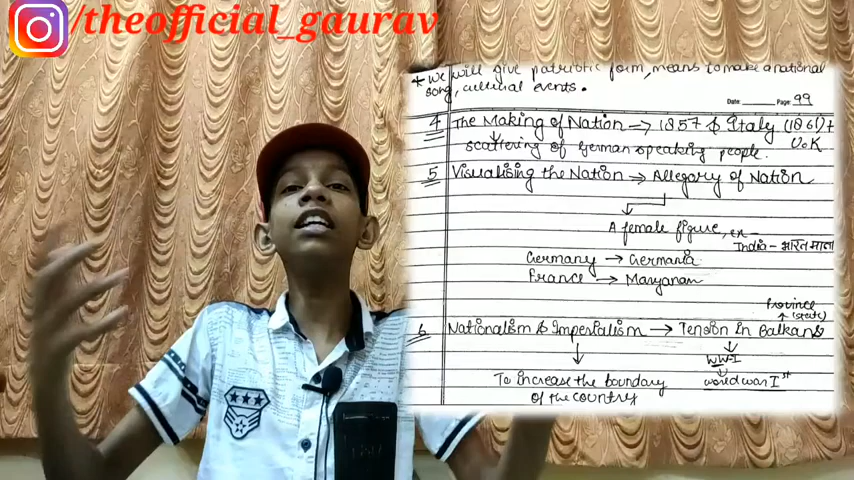 /theofficial_gaurav
* We will give patriotic form, means to make a national
song, cultural events.
Date: ______ Page: 99
4 The Making of Nation → 1857 & Italy (1861) +
U.K
scattering of german speaking people.
5 Visualising the Nation → Allegory of Nation
A female figure, ex -
India - भारत माता
Germany → Germania
France → Maryanan
Province
(state)
6 Nationalism & Imperialism → Tension in Balkans
WW-I
To increase the boundary world war Ist
of the country